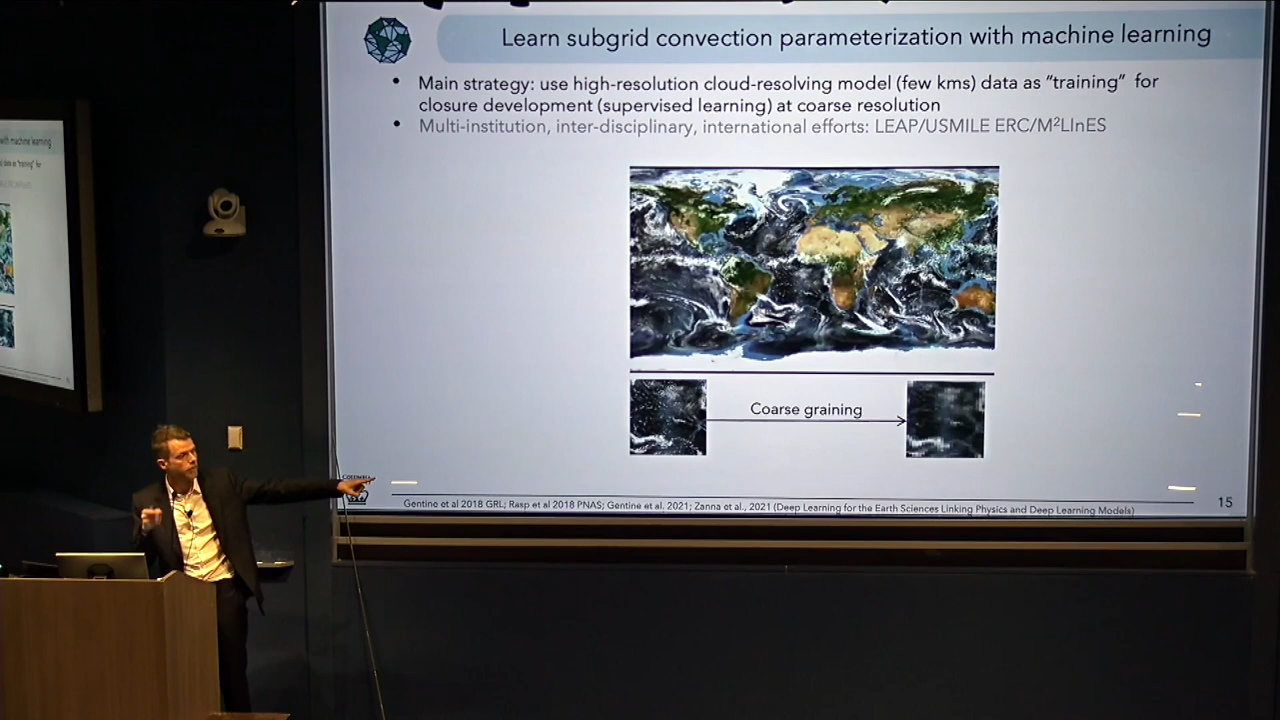 Learn subgrid convection parameterization with machine learning
• Main strategy: use high-resolution cloud-resolving model (few kms) data as “training” for
closure development (supervised learning) at coarse resolution
• Multi-institution, inter-disciplinary, international efforts: LEAP/USMILE ERC/M²LInES
Coarse graining
Gentine et al 2018 GRL; Rasp et al 2018 PNAS; Gentine et al, 2021; Zanna et al., 2021 (Deep Learning for the Earth Sciences Linking Physics and Deep Learning Models)
15
with machine learning